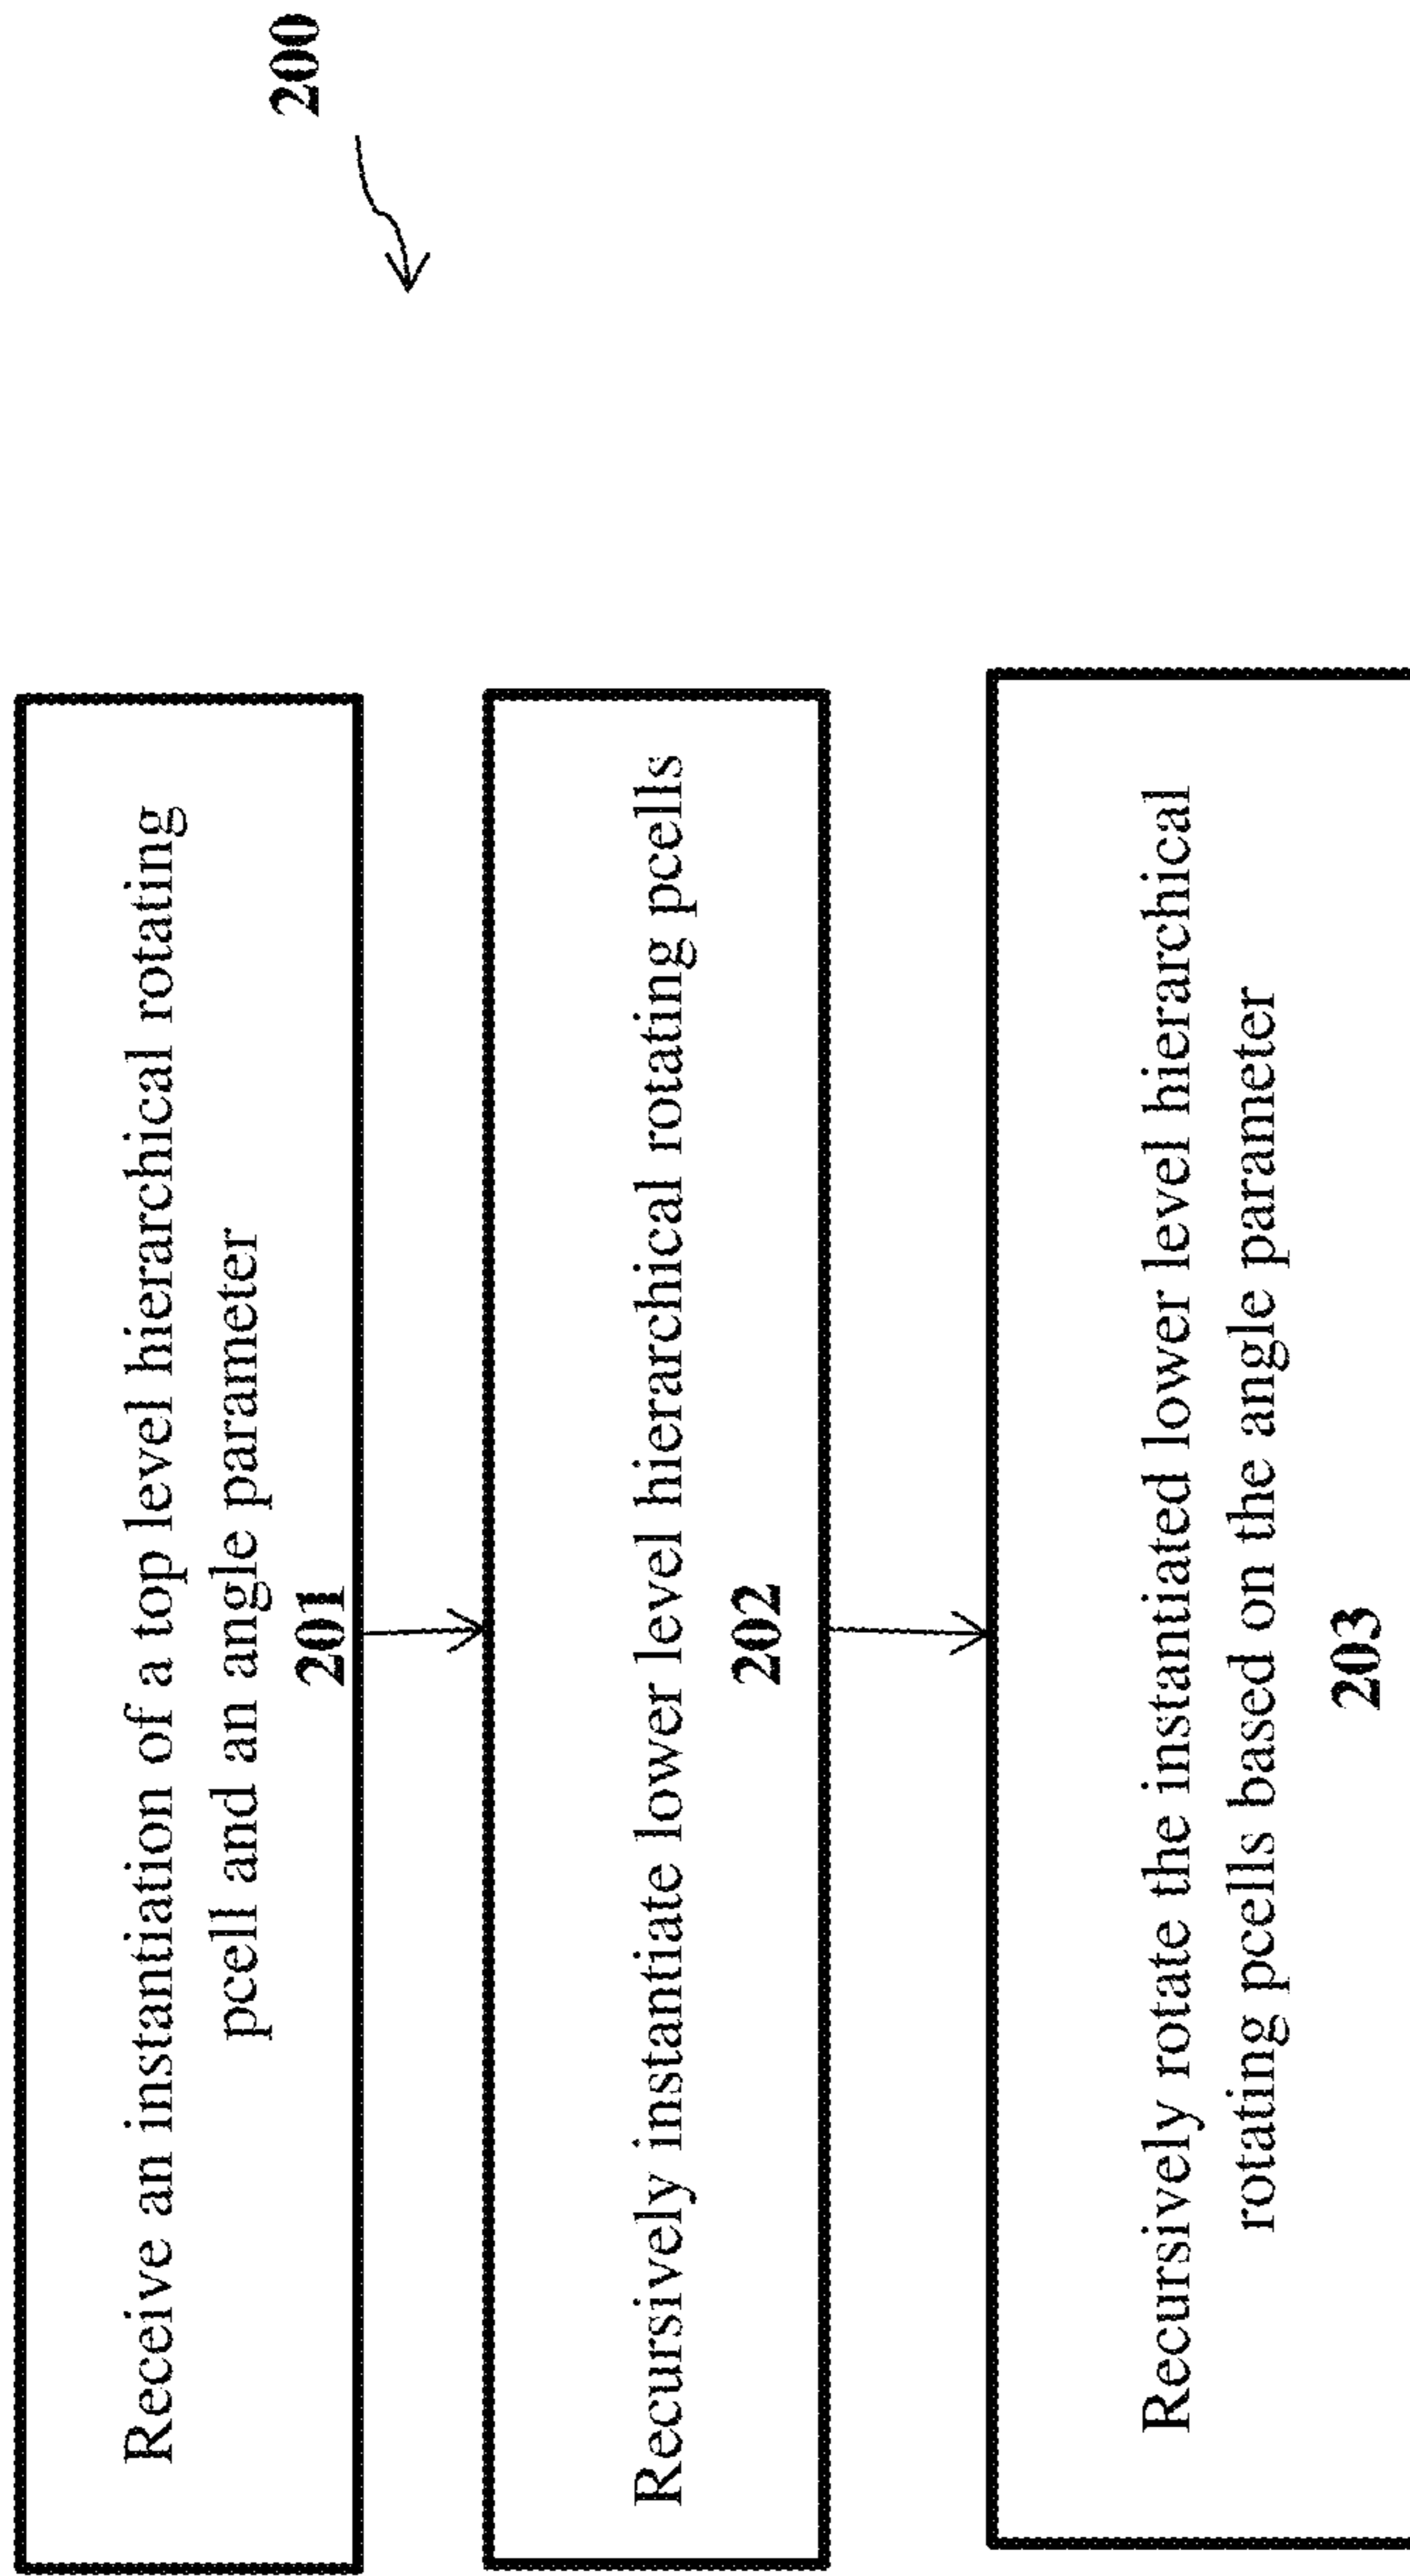 200
Receive an instantiation of a top level hierarchical rotating
pcell and an angle parameter
201
Recursively instantiate lower level hierarchical rotating pcells
202
Recursively rotate the instantiated lower level hierarchical
rotating pcells based on the angle parameter
203